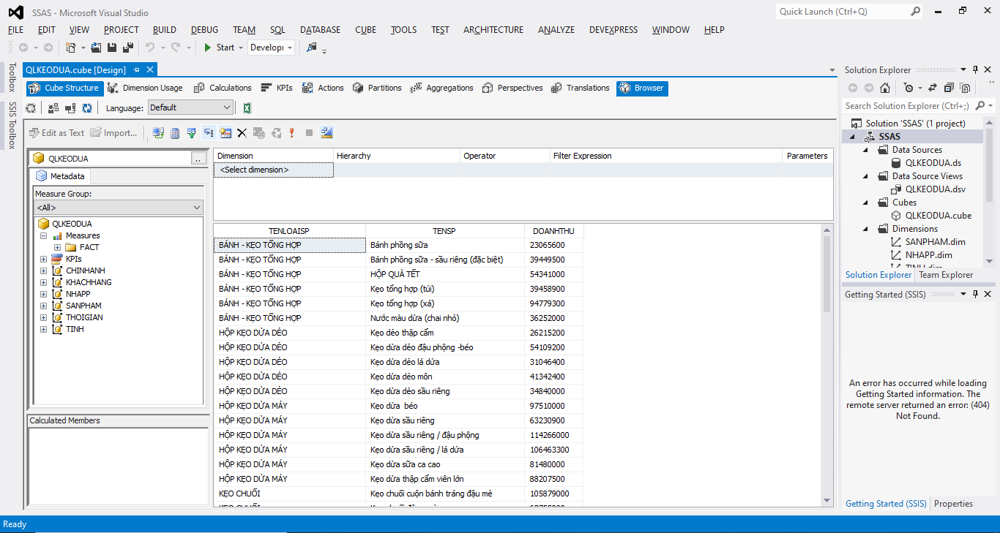 SSAS - Microsoft Visual Studio
Quick Launch (Ctrl+Q)
FILE EDIT VIEW PROJECT BUILD DEBUG TEAM SQL DATABASE CUBE TOOLS TEST ARCHITECTURE ANALYZE DEVEXPRESS WINDOW HELP
Start Developı
Toolbox
SSIS Toolbox
QLKEODUA.cube [Design]
Cube Structure Dimension Usage Calculations KPIs Actions Partitions Aggregations Perspectives Translations Browser
Language: Default
Edit as Text Import...
QLKEODUA ..
Metadata
Measure Group:
<All>
QLKEODUA
Measures
FACT
KPIs
CHINHANH
KHACHHANG
NHAPP
SANPHAM
THOIGIAN
TINH
Calculated Members
Dimension Hierarchy Operator Filter Expression Parameters
<Select dimension>
TENLOAISP TENSP DOANHTHU
BÁNH - KẸO TỔNG HỢP Bánh phồng sữa 23065600
BÁNH - KẸO TỔNG HỢP Bánh phồng sữa - sầu riêng (đặc biệt) 39449500
BÁNH - KẸO TỔNG HỢP HỘP QUÀ TẾT 54341000
BÁNH - KẸO TỔNG HỢP Kẹo tổng hợp (túi) 39458900
BÁNH - KẸO TỔNG HỢP Kẹo tổng hợp (xá) 94779300
BÁNH - KẸO TỔNG HỢP Nước màu dừa (chai nhỏ) 36252000
HỘP KẸO DỪA DẺO Kẹo dẻo thập cẩm 26215200
HỘP KẸO DỪA DẺO Kẹo dừa dẻo đậu phộng -béo 54109200
HỘP KẸO DỪA DẺO Kẹo dừa dẻo lá dứa 31046400
HỘP KẸO DỪA DẺO Kẹo dừa dẻo môn 41342400
HỘP KẸO DỪA DẺO Kẹo dừa dẻo sầu riêng 34840000
HỘP KẸO DỪA MÁY Kẹo dừa  béo 97510000
HỘP KẸO DỪA MÁY Kẹo dừa sầu riêng 63230900
HỘP KẸO DỪA MÁY Kẹo dừa sầu riêng / đậu phộng 114266000
HỘP KẸO DỪA MÁY Kẹo dừa sầu riêng / lá dứa 106463300
HỘP KẸO DỪA MÁY Kẹo dừa sữa ca cao 81480000
HỘP KẸO DỪA MÁY Kẹo dừa thập cẩm viên lớn 88207500
KẸO CHUỐI Kẹo chuối cuộn bánh tráng đậu mè 105879000
Solution Explorer
Search Solution Explorer (Ctrl+;)
Solution 'SSAS' (1 project)
SSAS
Data Sources
QLKEODUA.ds
Data Source Views
QLKEODUA.dsv
Cubes
QLKEODUA.cube
Dimensions
SANPHAM.dim
NHAPP.dim
TINH.dim
Solution Explorer Team Explorer
Getting Started (SSIS)
An error has occurred while loading
Getting Started information. The
remote server returned an error: (404)
Not Found.
Getting Started (SSIS) Properties
Ready